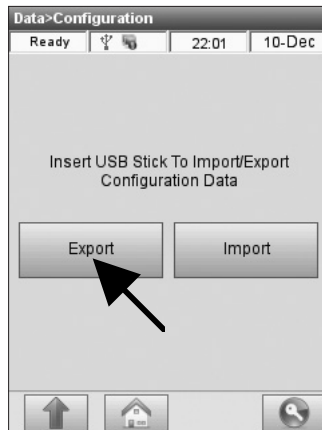 Data>Configuration
Ready 22:01 10-Dec
Insert USB Stick To Import/Export
Configuration Data
Export Import